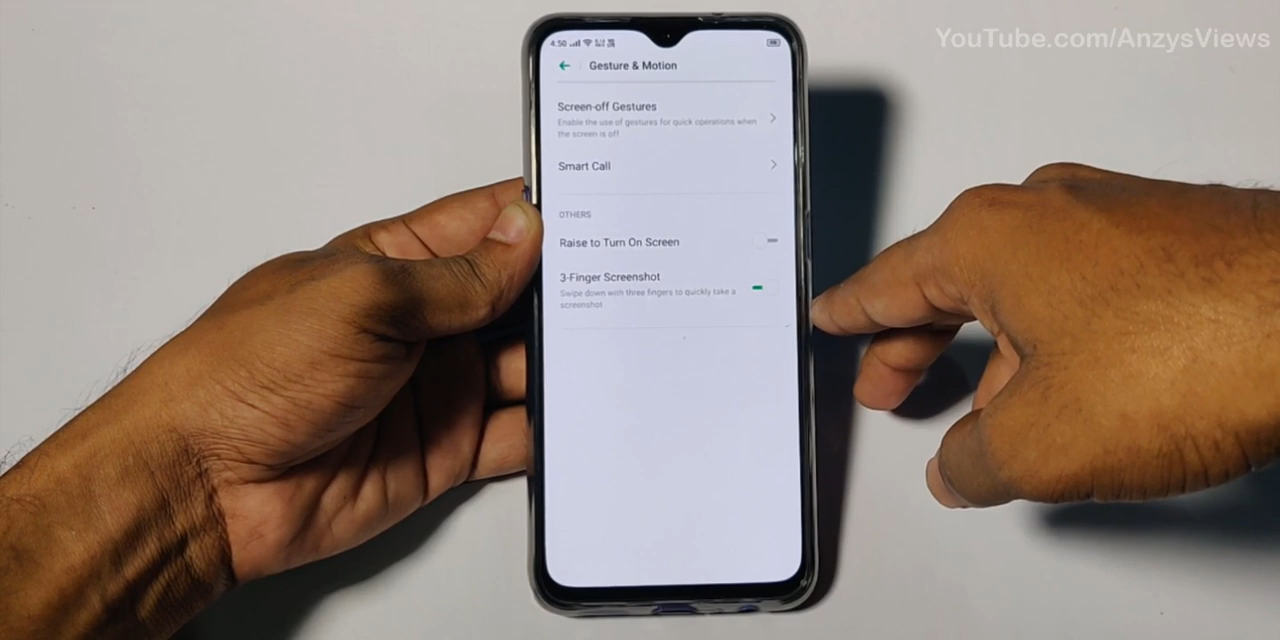 YouTube.com/AnzysViews
4:50
Gesture & Motion
Screen-off Gestures
Enable the use of gestures for quick operations when
the screen is off
Smart Call
OTHERS
Raise to Turn On Screen
3-Finger Screenshot
Swipe down with three fingers to quickly take a
screenshot